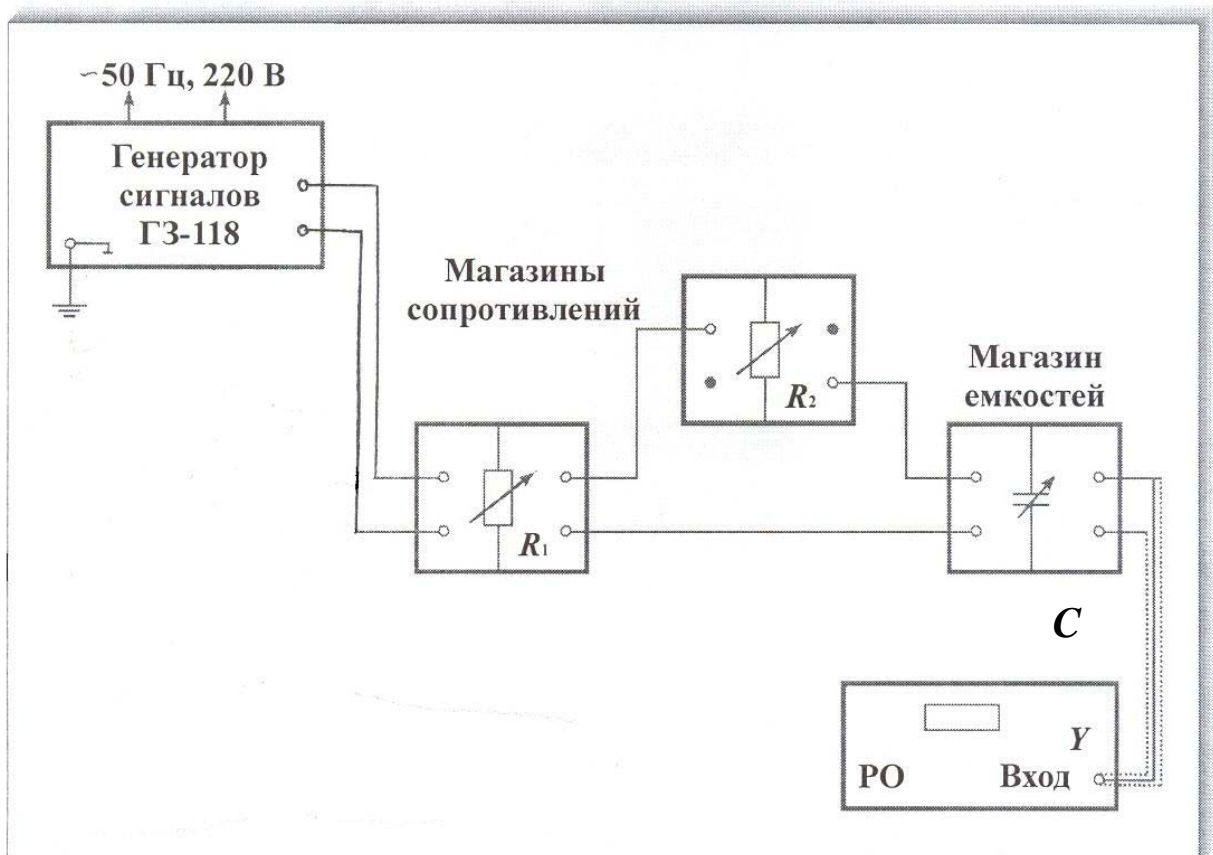 ~50 Гц, 220 В
Генератор
сигналов
ГЗ-118
Магазины
сопротивлений
R₂
Магазин
емкостей
R₁
C
Y
РО Вход